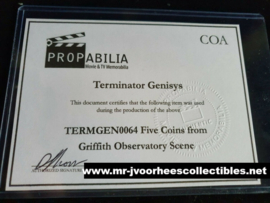 COA
PROPABILIA
Movie & TV Memorabilia
Terminator Genisys
This document certifies that the following item was used
during the production of the above
TERMGEN0064 Five Coins from
Griffith Observatory Scene
www.mr-jvoorheescollectibles.net